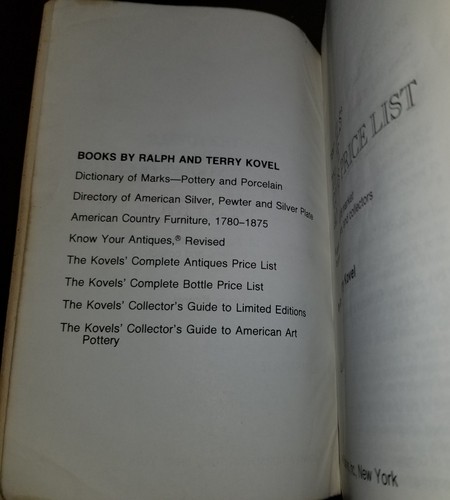 BOOKS BY RALPH AND TERRY KOVEL
Dictionary of Marks—Pottery and Porcelain
Directory of American Silver, Pewter and Silver Plate
American Country Furniture, 1780–1875
Know Your Antiques,® Revised
The Kovels' Complete Antiques Price List
The Kovels' Complete Bottle Price List
The Kovels' Collector's Guide to Limited Editions
The Kovels' Collector's Guide to American Art
Pottery
PRICE LIST
collectors
Kovel
New York